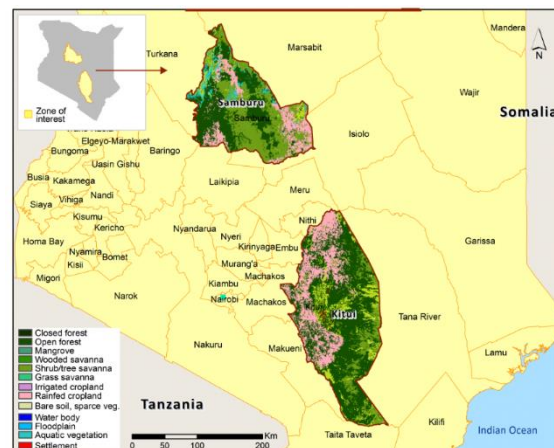 Mandera
Turkana
Marsabit
N
Wajir
Zone of
interest
Samburu
Samburu
Somalia
Isiolo
Elgeyo-Marakwet
Bungoma
Baringo
Uasin Gishu
Busia
Kakamega
Nandi
Siaya
Vihiga
Laikipia
Meru
Kisumu
Kericho
Nyandarua
Nyeri
Nithi
Homa Bay
Nyamira
Bomet
Kirinyaga
Embu
Garissa
Kisii
Murang'a
Migori
Kiambu
Machakos
Narok
Nairobi
Machakos
Kitui
Tana River
Nakuru
Makueni
Lamu
Closed forest
Open forest
Mangrove
Wooded savanna
Shrub/tree savanna
Grass savanna
Irrigated cropland
Rainfed cropland
Bare soil, sparce veg.
Water body
Floodplain
Aquatic vegetation
Settlement
Tanzania
Km
0 100 200
Taita Taveta
Kilifi
Indian Ocean